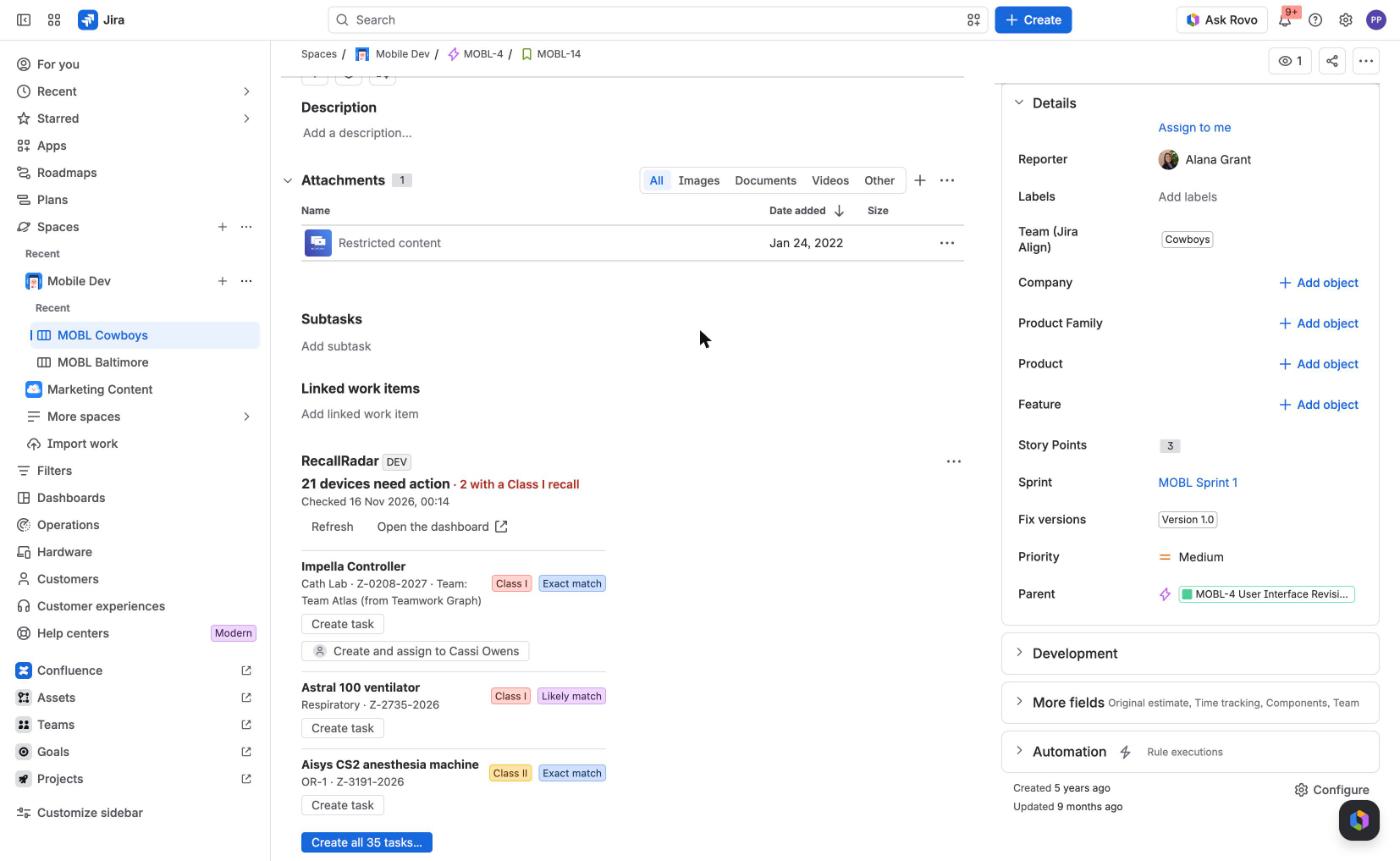 Jira
Search
Create
Ask Rovo
9+
PP
For you
Recent
Starred
Apps
Roadmaps
Plans
Spaces
Recent
Mobile Dev
Recent
MOBL Cowboys
MOBL Baltimore
Marketing Content
More spaces
Import work
Filters
Dashboards
Operations
Hardware
Customers
Customer experiences
Help centers Modern
Confluence
Assets
Teams
Goals
Projects
Customize sidebar
Spaces / Mobile Dev / MOBL-4 / MOBL-14
1
Description
Add a description...
Attachments 1
All Images Documents Videos Other
Name Date added Size
Restricted content Jan 24, 2022
Subtasks
Add subtask
Linked work items
Add linked work item
RecallRadar DEV
21 devices need action · 2 with a Class I recall
Checked 16 Nov 2026, 00:14
Refresh Open the dashboard
Impella Controller
Cath Lab · Z-0208-2027 · Team:
Team Atlas (from Teamwork Graph)
Class I Exact match
Create task
Create and assign to Cassi Owens
Astral 100 ventilator
Respiratory · Z-2735-2026
Class I Likely match
Create task
Aisys CS2 anesthesia machine
OR-1 · Z-3191-2026
Class II Exact match
Create task
Create all 35 tasks...
Details
Assign to me
Reporter Alana Grant
Labels Add labels
Team (Jira
Align)
Cowboys
Company Add object
Product Family Add object
Product Add object
Feature Add object
Story Points 3
Sprint MOBL Sprint 1
Fix versions Version 1.0
Priority Medium
Parent MOBL-4 User Interface Revisi...
Development
More fields Original estimate, Time tracking, Components, Team
Automation Rule executions
Created 5 years ago
Updated 9 months ago
Configure